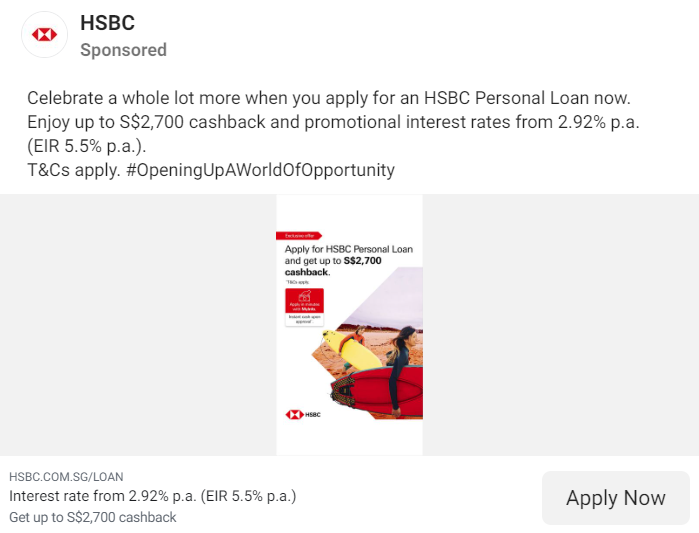 HSBC
Sponsored
Celebrate a whole lot more when you apply for an HSBC Personal Loan now.
Enjoy up to S$2,700 cashback and promotional interest rates from 2.92% p.a.
(EIR 5.5% p.a.).
T&Cs apply. #OpeningUpAWorldOfOpportunity
Exclusive offer
Apply for HSBC Personal Loan
and get up to S$2,700
cashback.
T&Cs apply.
Apply in minutes
with MyInfo.
Instant cash upon
approval
HSBC
HSBC.COM.SG/LOAN
Interest rate from 2.92% p.a. (EIR 5.5% p.a.)
Get up to S$2,700 cashback
Apply Now